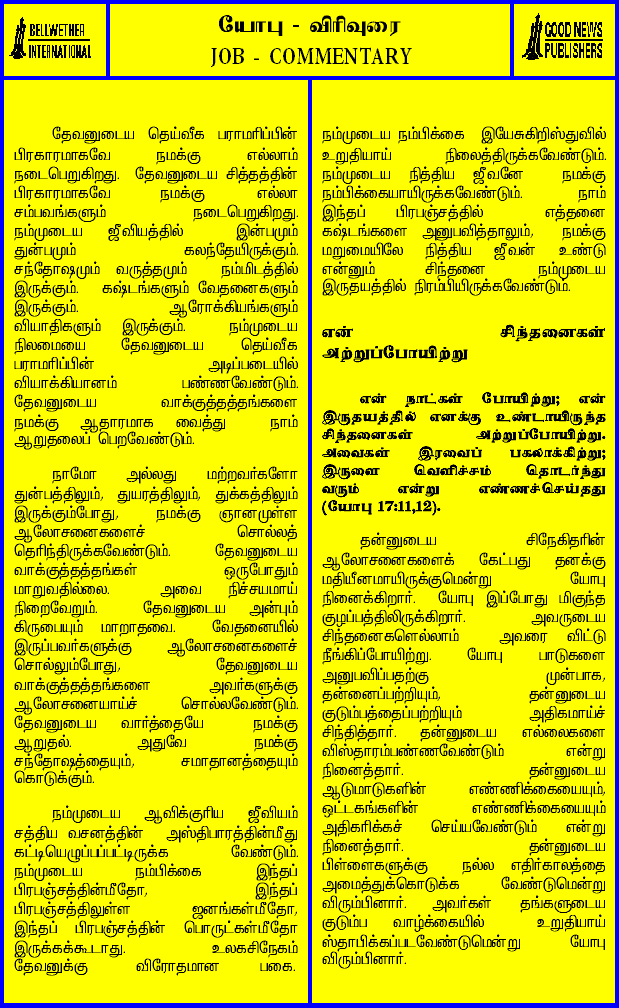 BELLWETHER
INTERNATIONAL
யோபு - விரிவுரை
JOB - COMMENTARY
GOOD NEWS
PUBLISHERS
தேவனுடைய தெய்வீக பராமரிப்பின்
பிரகாரமாகவே நமக்கு எல்லாம்
நடைபெறுகிறது. தேவனுடைய சித்தத்தின்
பிரகாரமாகவே நமக்கு எல்லா
சம்பவங்களும் நடைபெறுகிறது.
நம்முடைய ஜீவியத்தில் இன்பமும்
துன்பமும் கலந்தேயிருக்கும்.
சந்தோஷமும் வருத்தமும் நம்மிடத்தில்
இருக்கும். கஷ்டங்களும் வேதனைகளும்
இருக்கும். ஆரோக்கியங்களும்
வியாதிகளும் இருக்கும். நம்முடைய
நிலமையை தேவனுடைய தெய்வீக
பராமரிப்பின் அடிப்படையில்
வியாக்கியானம் பண்ணவேண்டும்.
தேவனுடைய வாக்குத்தத்தங்களை
நமக்கு ஆதாரமாக வைத்து நாம்
ஆறுதலைப் பெறவேண்டும்.
நாமோ அல்லது மற்றவர்களோ
துன்பத்திலும், துயரத்திலும், துக்கத்திலும்
இருக்கும்போது, நமக்கு ஞானமுள்ள
ஆலோசனைகளைச் சொல்லத்
தெரிந்திருக்கவேண்டும். தேவனுடைய
வாக்குத்தத்தங்கள் ஒருபோதும்
மாறுவதில்லை. அவை நிச்சயமாய்
நிறைவேறும். தேவனுடைய அன்பும்
கிருபையும் மாறாதவை. வேதனையில்
இருப்பவர்களுக்கு ஆலோசனைகளைச்
சொல்லும்போது, தேவனுடைய
வாக்குத்தத்தங்களை அவர்களுக்கு
ஆலோசனையாய்ச் சொல்லவேண்டும்.
தேவனுடைய வார்த்தையே நமக்கு
ஆறுதல். அதுவே நமக்கு
சந்தோஷத்தையும், சமாதானத்தையும்
கொடுக்கும்.
நம்முடைய ஆவிக்குரிய ஜீவியம்
சத்திய வசனத்தின் அஸ்திபாரத்தின்மீது
கட்டியெழுப்பப்பட்டிருக்க வேண்டும்.
நம்முடைய நம்பிக்கை இந்தப்
பிரபஞ்சத்தின்மீதோ, இந்தப்
பிரபஞ்சத்திலுள்ள ஜனங்கள்மீதோ,
இந்தப் பிரபஞ்சத்தின் பொருட்கள்மீதோ
இருக்கக்கூடாது. உலகசிநேகம்
தேவனுக்கு விரோதமான பகை.
நம்முடைய நம்பிக்கை இயேசுகிறிஸ்துவில்
உறுதியாய் நிலைத்திருக்கவேண்டும்.
நம்முடைய நித்திய ஜீவனே நமக்கு
நம்பிக்கையாயிருக்கவேண்டும். நாம்
இந்தப் பிரபஞ்சத்தில் எத்தனை
கஷ்டங்களை அனுபவித்தாலும், நமக்கு
மறுமையிலே நித்திய ஜீவன் உண்டு
என்னும் சிந்தனை நம்முடைய
இருதயத்தில் நிரம்பியிருக்கவேண்டும்.
என் சிந்தனைகள்
அற்றுப்போயிற்று
என் நாட்கள் போயிற்று; என்
இருதயத்தில் எனக்கு உண்டாயிருந்த
சிந்தனைகள் அற்றுப்போயிற்று.
அவைகள் இரவைப் பகலாக்கிற்று;
இருளை வெளிச்சம் தொடர்ந்து
வரும் என்று எண்ணச்செய்தது
(யோபு 17:11,12).
தன்னுடைய சிநேகிதரின்
ஆலோசனைகளைக் கேட்பது தனக்கு
மதியீனமாயிருக்குமென்று யோபு
நினைக்கிறார். யோபு இப்போது மிகுந்த
குழப்பத்திலிருக்கிறார். அவருடைய
சிந்தனைகளெல்லாம் அவரை விட்டு
நீங்கிப்போயிற்று. யோபு பாடுகளை
அனுபவிப்பதற்கு முன்பாக,
தன்னைப்பற்றியும், தன்னுடைய
குடும்பத்தைப்பற்றியும் அதிகமாய்ச்
சிந்தித்தார். தன்னுடைய எல்லைகளை
விஸ்தாரம்பண்ணவேண்டும் என்று
நினைத்தார். தன்னுடைய
ஆடுமாடுகளின் எண்ணிக்கையையும்,
ஒட்டகங்களின் எண்ணிக்கையையும்
அதிகரிக்கச் செய்யவேண்டும் என்று
நினைத்தார். தன்னுடைய
பிள்ளைகளுக்கு நல்ல எதிர்காலத்தை
அமைத்துக்கொடுக்க வேண்டுமென்று
விரும்பினார். அவர்கள் தங்களுடைய
குடும்ப வாழ்க்கையில் உறுதியாய்
ஸ்தாபிக்கப்படவேண்டுமென்று யோபு
விரும்பினார்.